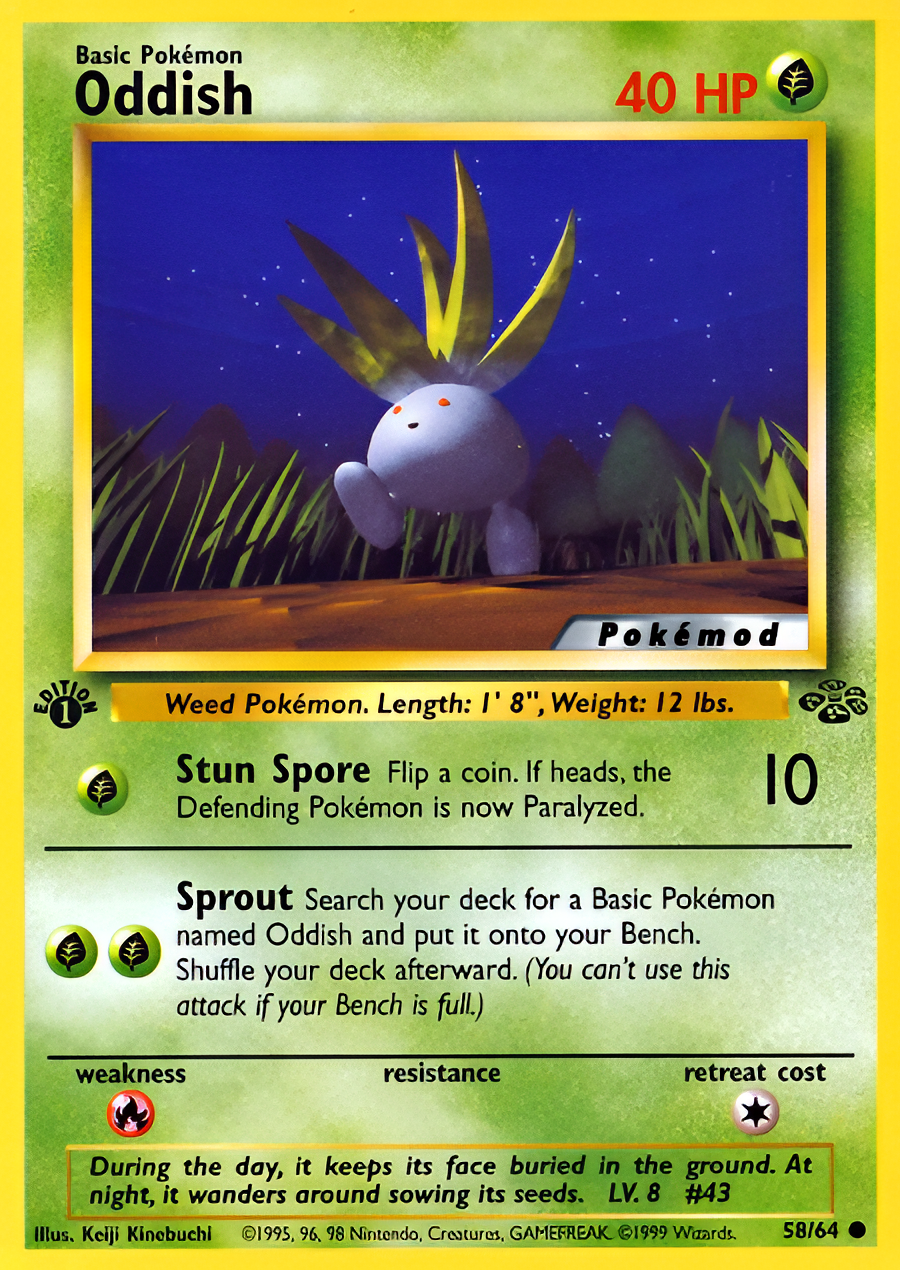 Basic Pokémon
Oddish
40 HP
Pokémod
EDITION
1
Weed Pokémon. Length: 1' 8", Weight: 12 lbs.
Stun Spore Flip a coin. If heads, the
Defending Pokémon is now Paralyzed.
10
Sprout Search your deck for a Basic Pokémon
named Oddish and put it onto your Bench.
Shuffle your deck afterward. (You can't use this
attack if your Bench is full.)
weakness
resistance
retreat cost
During the day, it keeps its face buried in the ground. At
night, it wanders around sowing its seeds. LV. 8 #43
Illus. Keiji Kinobuchi
©1995, 96, 98 Nintendo, Creatures, GAMEFREAK. ©1999 Wizards.
58/64